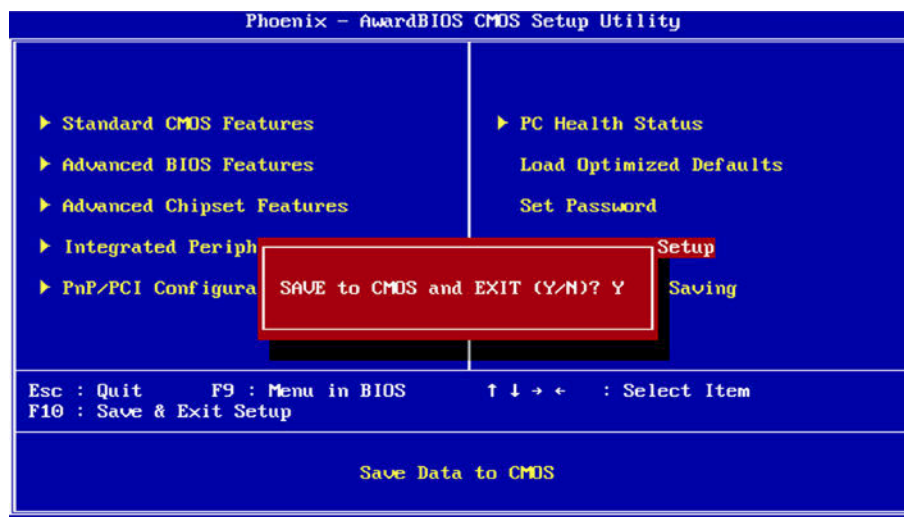 Phoenix - AwardBIOS CMOS Setup Utility
▶ Standard CMOS Features
▶ Advanced BIOS Features
▶ Advanced Chipset Features
▶ Integrated Periph
▶ PnP/PCI Configura
▶ PC Health Status
Load Optimized Defaults
Set Password
Setup
Saving
SAVE to CMOS and EXIT (Y/N)? Y
Esc : Quit F9 : Menu in BIOS ↑ ↓ → ← : Select Item
F10 : Save & Exit Setup
Save Data to CMOS